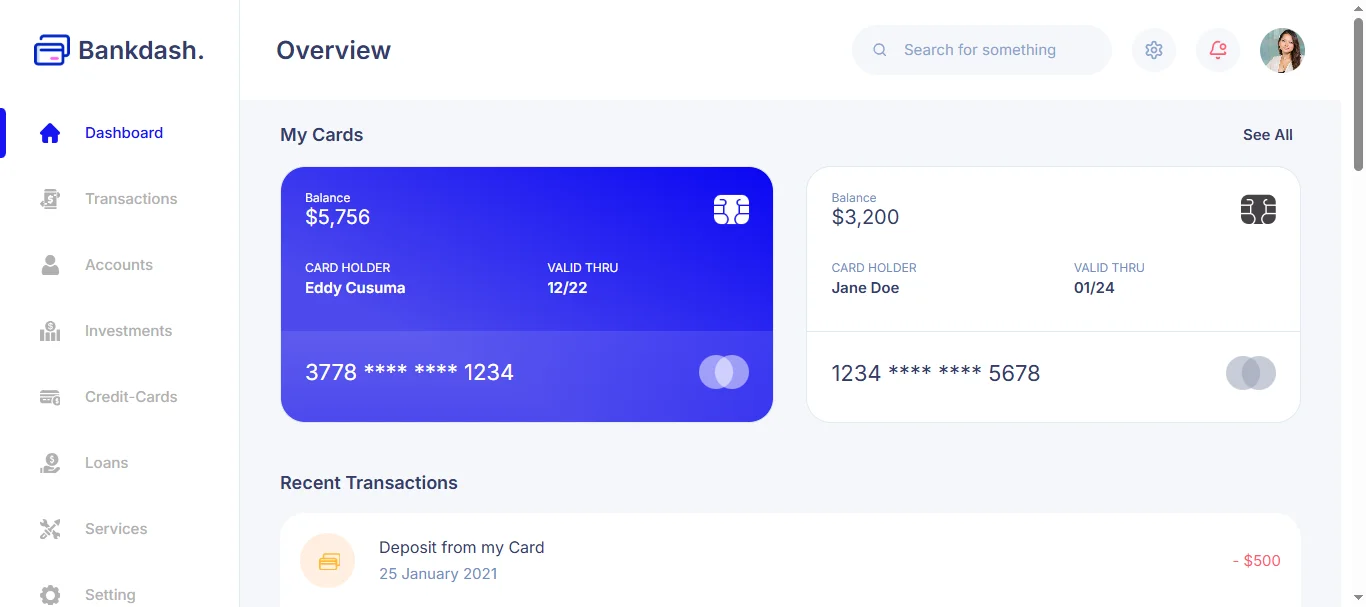 Bankdash.
Overview
Search for something
Dashboard
Transactions
Accounts
Investments
Credit-Cards
Loans
Services
Setting
My Cards
See All
Balance
$5,756
CARD HOLDER
Eddy Cusuma
VALID THRU
12/22
3778 **** **** 1234
Balance
$3,200
CARD HOLDER
Jane Doe
VALID THRU
01/24
1234 **** **** 5678
Recent Transactions
Deposit from my Card
25 January 2021
- $500